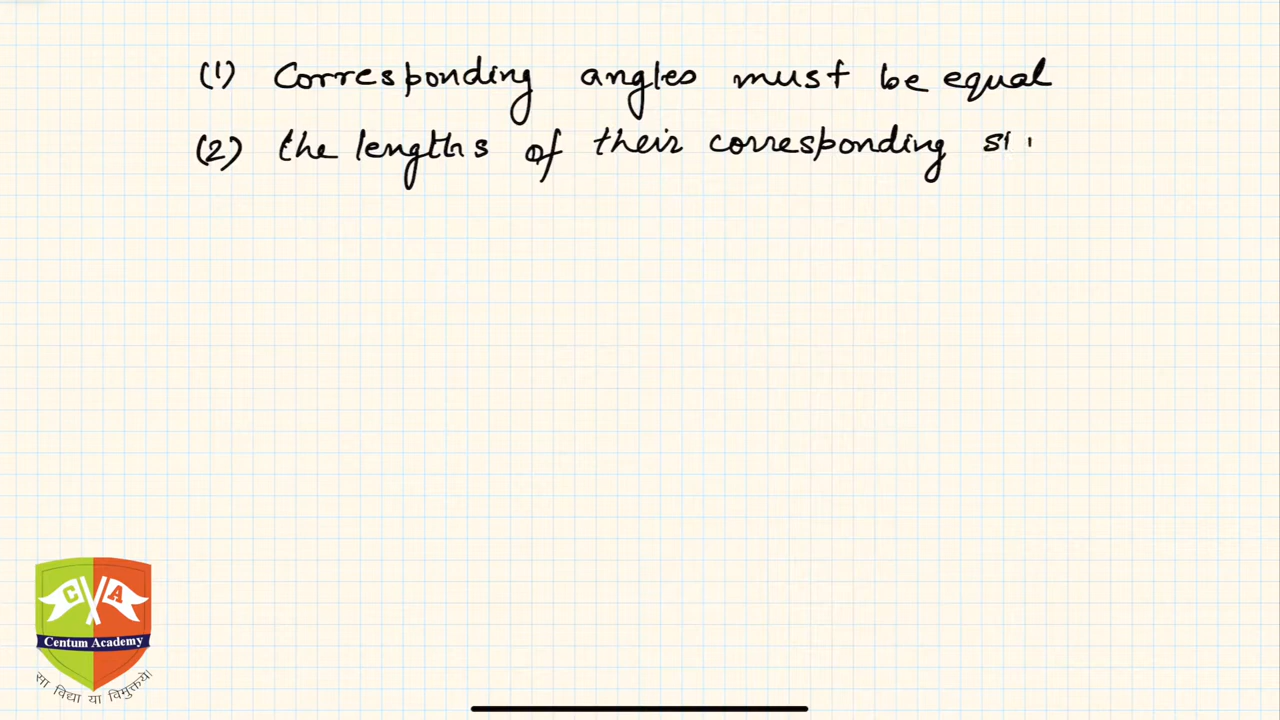 (1) Corresponding angles must be equal
(2) the lengths of their corresponding
C A
Centum Academy
सा विद्या या विमुक्तये।